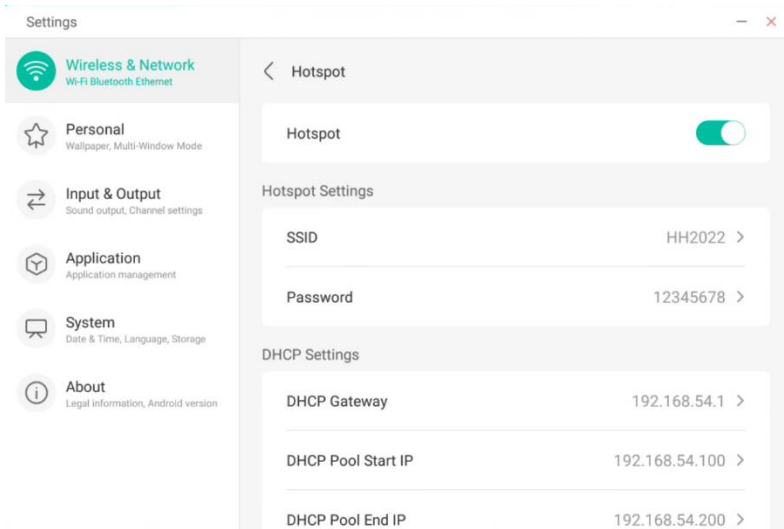 Settings
Wireless & Network
Wi-Fi Bluetooth Ethernet
Personal
Wallpaper, Multi-Window Mode
Input & Output
Sound output, Channel settings
Application
Application management
System
Date & Time, Language, Storage
About
Legal information, Android version
Hotspot
Hotspot
Hotspot Settings
SSID HH2022
Password 12345678
DHCP Settings
DHCP Gateway 192.168.54.1
DHCP Pool Start IP 192.168.54.100
DHCP Pool End IP 192.168.54.200